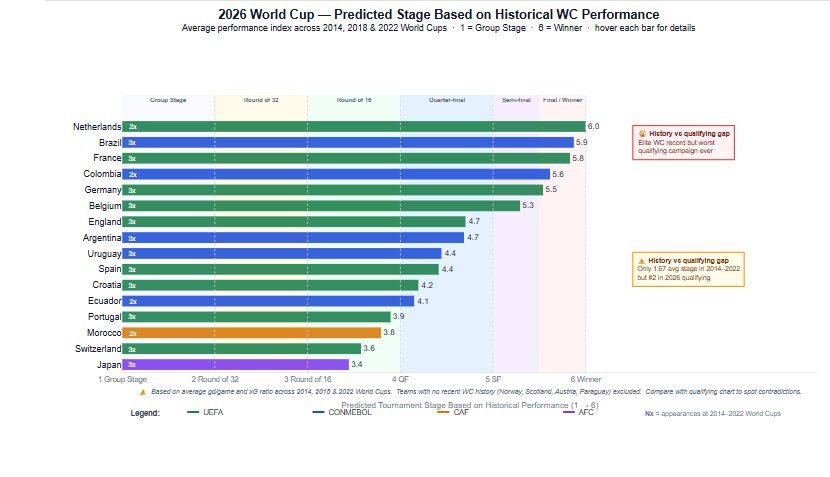 2026 World Cup — Predicted Stage Based on Historical WC Performance
Average performance index across 2014, 2018 & 2022 World Cups · 1 = Group Stage · 6 = Winner · hover each bar for details
Group Stage Round of 32 Round of 16 Quarter-final Semi-final Final / Winner
Netherlands 2x 6.0
Brazil 3x 5.9
France 3x 5.8
Colombia 2x 5.6
Germany 3x 5.5
Belgium 3x 5.3
England 3x 4.7
Argentina 3x 4.7
Uruguay 3x 4.4
Spain 3x 4.4
Croatia 3x 4.2
Ecuador 2x 4.1
Portugal 3x 3.9
Morocco 2x 3.8
Switzerland 3x 3.6
Japan 3x 3.4
History vs qualifying gap
Elite WC record but worst
qualifying campaign ever
⚠ History vs qualifying gap
Only 1.67 avg stage in 2014–2022
but #2 in 2026 qualifying
1 Group Stage 2 Round of 32 3 Round of 16 4 QF 5 SF 6 Winner
⚠ Based on average gd/game and xG ratio across 2014, 2018 & 2022 World Cups. Teams with no recent WC history (Norway, Scotland, Austria, Paraguay) excluded. Compare with qualifying chart to spot contradictions.
Predicted Tournament Stage Based on Historical Performance (1 → 6)
Legend: UEFA CONMEBOL CAF AFC Nx = appearances at 2014–2022 World Cups